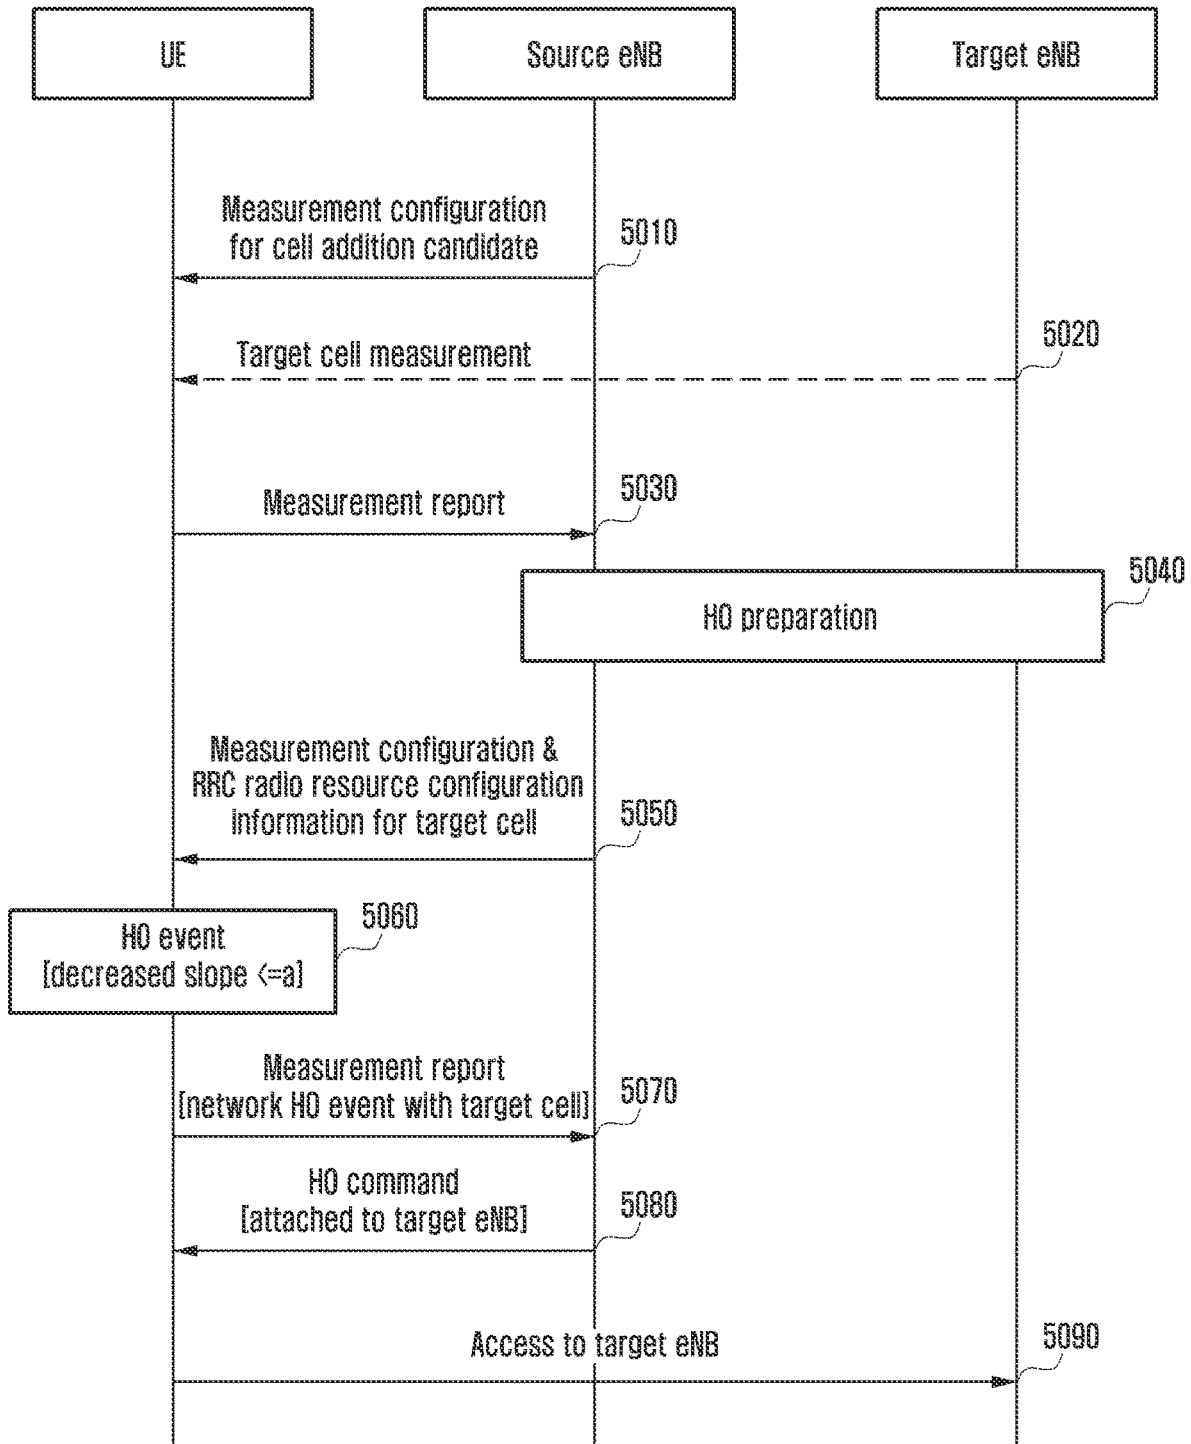 UE
Source eNB
Target eNB
Measurement configuration
for cell addition candidate
5010
Target cell measurement
5020
Measurement report
5030
HO preparation
5040
Measurement configuration &
RRC radio resource configuration
information for target cell
5050
HO event
[decreased slope <=a]
5060
Measurement report
[network HO event with target cell]
5070
HO command
[attached to target eNB]
5080
Access to target eNB
5090